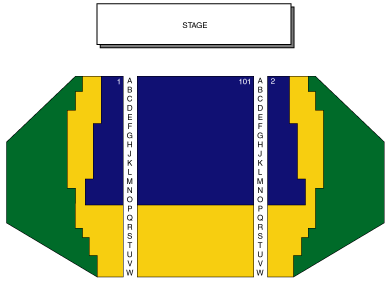 STAGE
1 A 101 A 2
B B
C C
D D
E E
F F
G G
H H
J J
K K
L L
M M
N N
O O
P P
Q Q
R R
S S
T T
U U
V V
W W